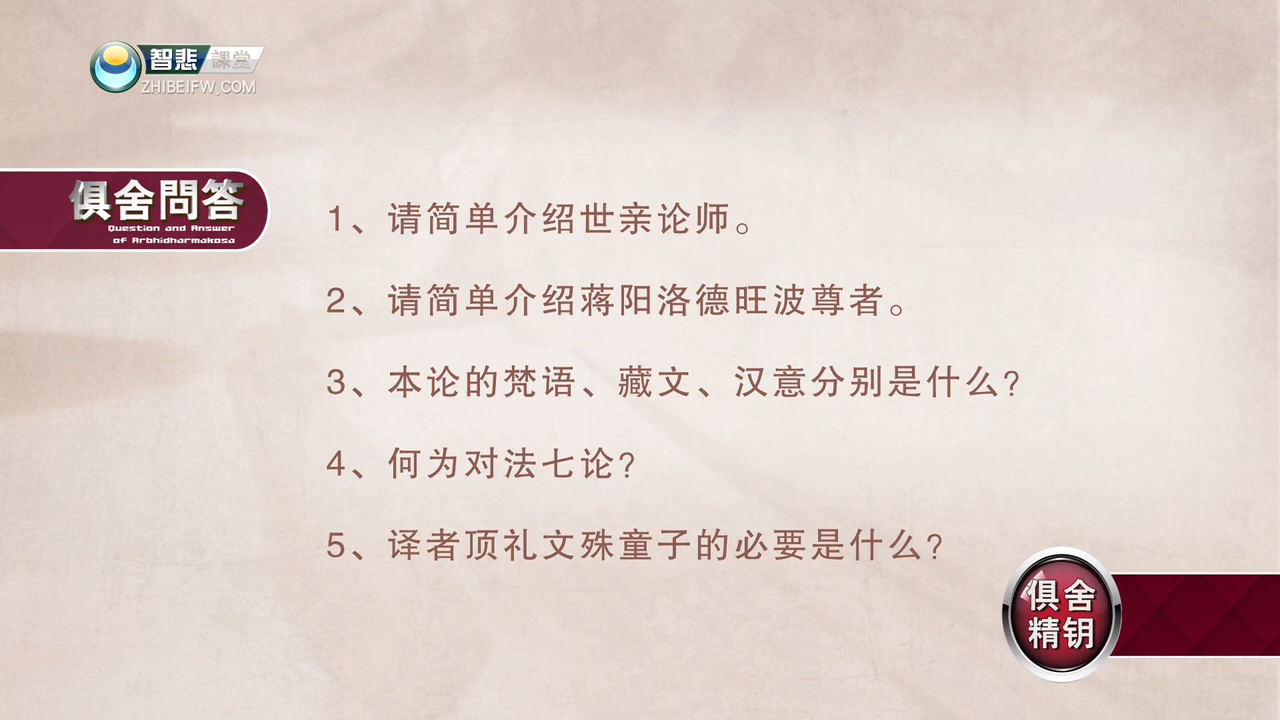 智悲課堂
ZHIBEIFW.COM
俱舍問答
Question and Answer
of Arbhidharmakosa
1、请简单介绍世亲论师。
2、请简单介绍蒋阳洛德旺波尊者。
3、本论的梵语、藏文、汉意分别是什么?
4、何为对法七论?
5、译者顶礼文殊童子的必要是什么?
俱舍
精钥